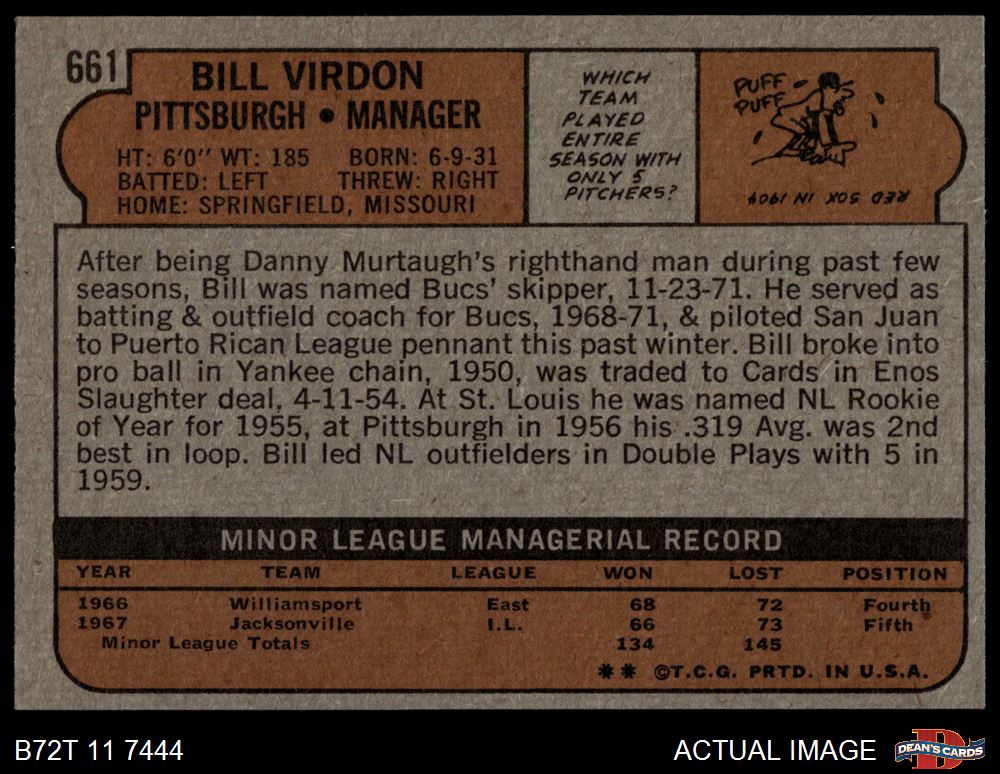 661
BILL VIRDON
PITTSBURGH • MANAGER
HT: 6'0" WT: 185 BORN: 6-9-31
BATTED: LEFT THREW: RIGHT
HOME: SPRINGFIELD, MISSOURI
WHICH
TEAM
PLAYED
ENTIRE
SEASON WITH
ONLY 5
PITCHERS?
PUFF
PUFF
RED SOX IN 1904
After being Danny Murtaugh's righthand man during past few
seasons, Bill was named Bucs' skipper, 11-23-71. He served as
batting & outfield coach for Bucs, 1968-71, & piloted San Juan
to Puerto Rican League pennant this past winter. Bill broke into
pro ball in Yankee chain, 1950, was traded to Cards in Enos
Slaughter deal, 4-11-54. At St. Louis he was named NL Rookie
of Year for 1955, at Pittsburgh in 1956 his .319 Avg. was 2nd
best in loop. Bill led NL outfielders in Double Plays with 5 in
1959.
MINOR LEAGUE MANAGERIAL RECORD
YEAR TEAM LEAGUE WON LOST POSITION
1966 Williamsport East 68 72 Fourth
1967 Jacksonville I.L. 66 73 Fifth
Minor League Totals 134 145
** ©T.C.G. PRTD. IN U.S.A.
B72T 11 7444 ACTUAL IMAGE D DEAN'S CARDS